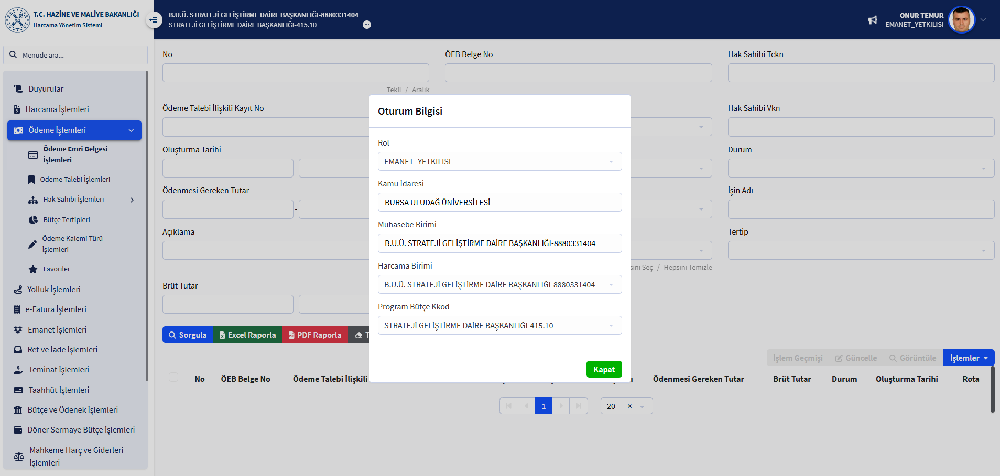 T.C. HAZİNE VE MALİYE BAKANLIĞI
Harcama Yönetim Sistemi
B.U.Ü. STRATEJİ GELİŞTİRME DAİRE BAŞKANLIĞI-8880331404
STRATEJİ GELİŞTİRME DAİRE BAŞKANLIĞI-415.10
ONUR TEMUR
EMANET_YETKILISI
Menüde ara...
Duyurular
Harcama İşlemleri
Ödeme İşlemleri
Ödeme Emri Belgesi
İşlemleri
Ödeme Talebi İşlemleri
Hak Sahibi İşlemleri
Bütçe Tertipleri
Ödeme Kalemi Türü
İşlemleri
Favoriler
Yolluk İşlemleri
e-Fatura İşlemleri
Emanet İşlemleri
Ret ve İade İşlemleri
Teminat İşlemleri
Taahhüt İşlemleri
Bütçe ve Ödenek İşlemleri
Döner Sermaye Bütçe İşlemleri
Mahkeme Harç ve Giderleri
İşlemleri
No
ÖEB Belge No
Hak Sahibi Tckn
Tekil / Aralık
Ödeme Talebi İlişkili Kayıt No
Hak Sahibi Vkn
Oluşturma Tarihi
-
Durum
Ödenmesi Gereken Tutar
-
İşin Adı
Açıklama
Tertip
Seç / Hepsini Temizle
Brüt Tutar
-
Sorgula
Excel Raporla
PDF Raporla
Oturum Bilgisi
Rol
EMANET_YETKILISI
Kamu İdaresi
BURSA ULUDAĞ ÜNİVERSİTESİ
Muhasebe Birimi
B.U.Ü. STRATEJİ GELİŞTİRME DAİRE BAŞKANLIĞI-8880331404
Harcama Birimi
B.U.Ü. STRATEJİ GELİŞTİRME DAİRE BAŞKANLIĞI-8880331404
Program Bütçe Kkod
STRATEJİ GELİŞTİRME DAİRE BAŞKANLIĞI-415.10
Kapat
İşlem Geçmişi
Güncelle
Görüntüle
İşlemler
No
ÖEB Belge No
Ödeme Talebi İlişkili
Ödenmesi Gereken Tutar
Brüt Tutar
Durum
Oluşturma Tarihi
Rota
1
20 ×